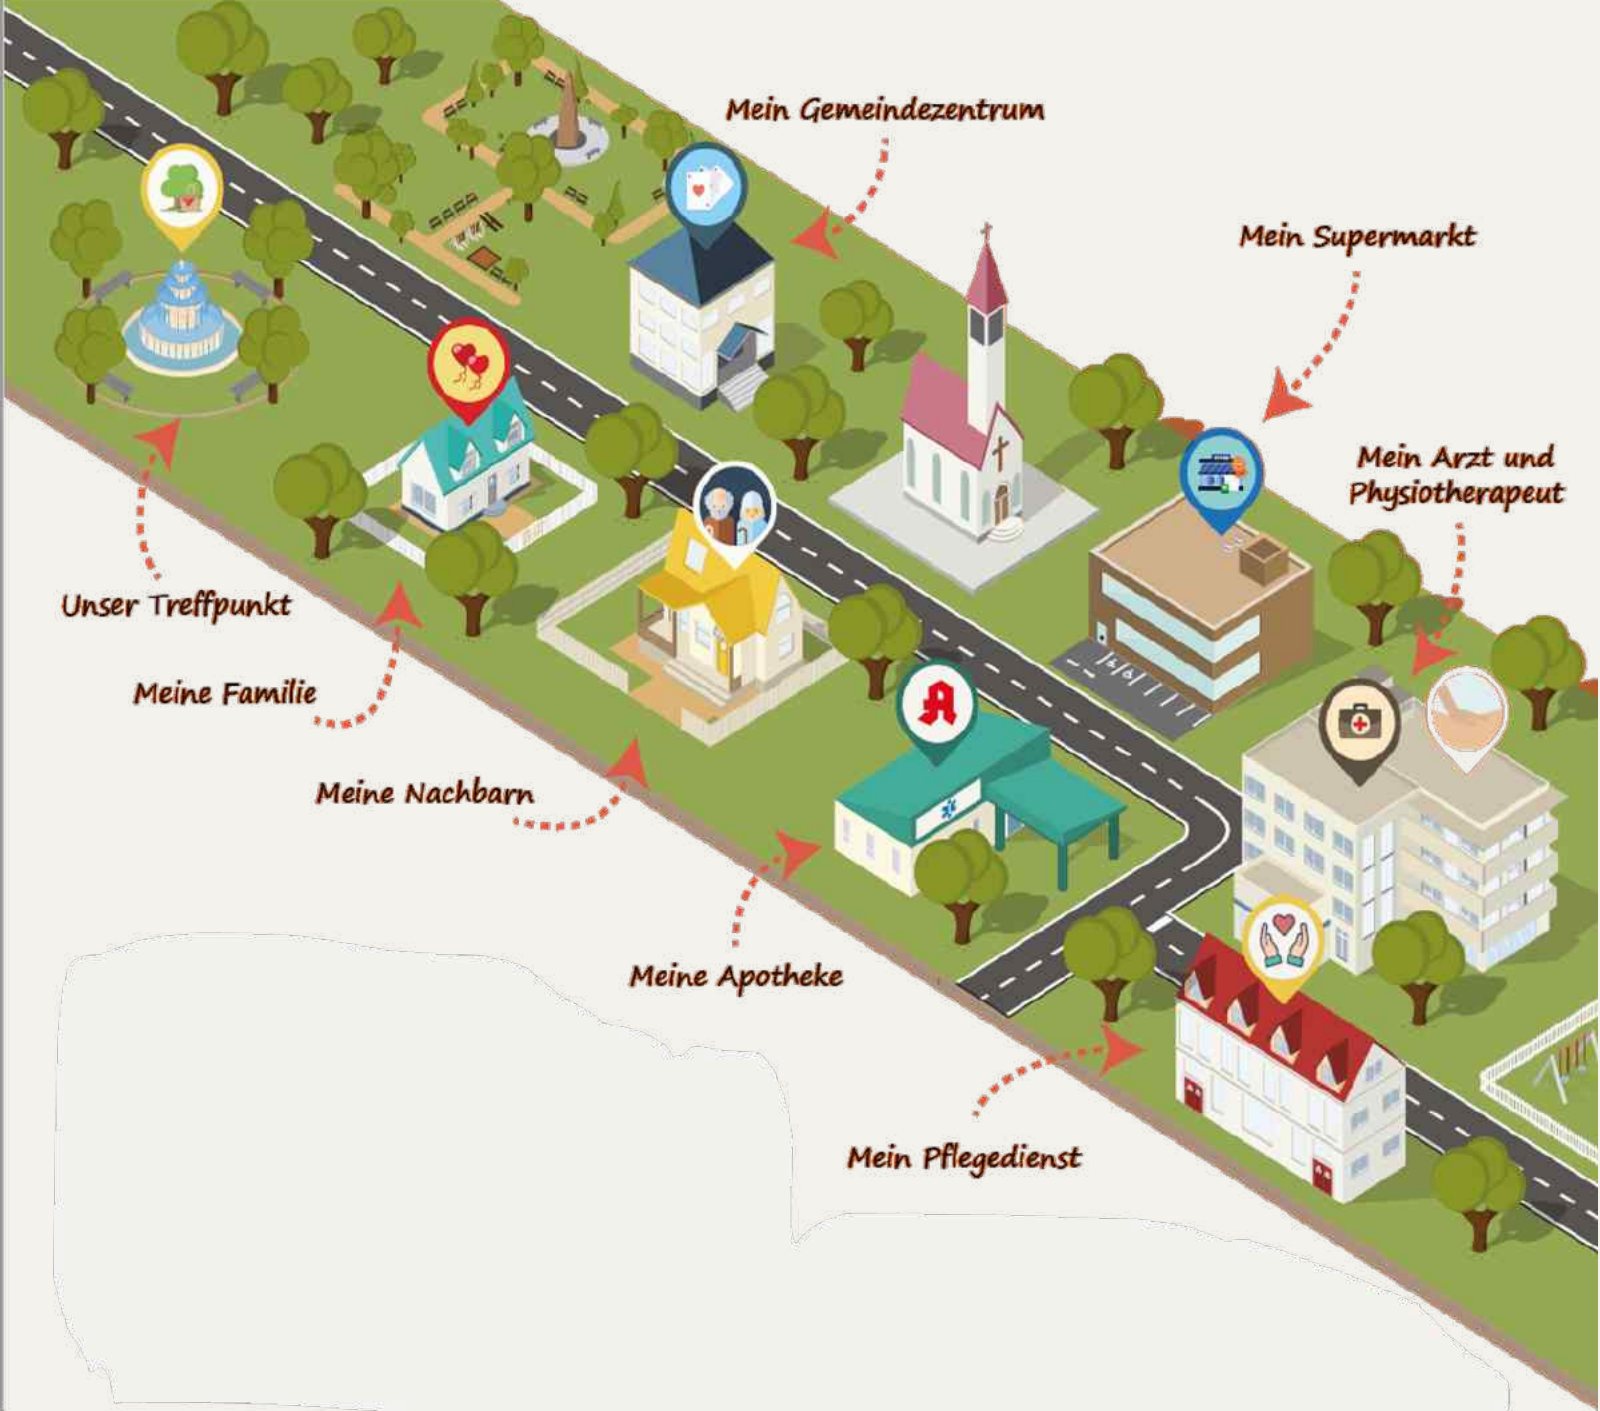 Mein Gemeindezentrum
Mein Supermarkt
Mein Arzt und
Physiotherapeut
Unser Treffpunkt
Meine Familie
Meine Nachbarn
Meine Apotheke
Mein Pflegedienst